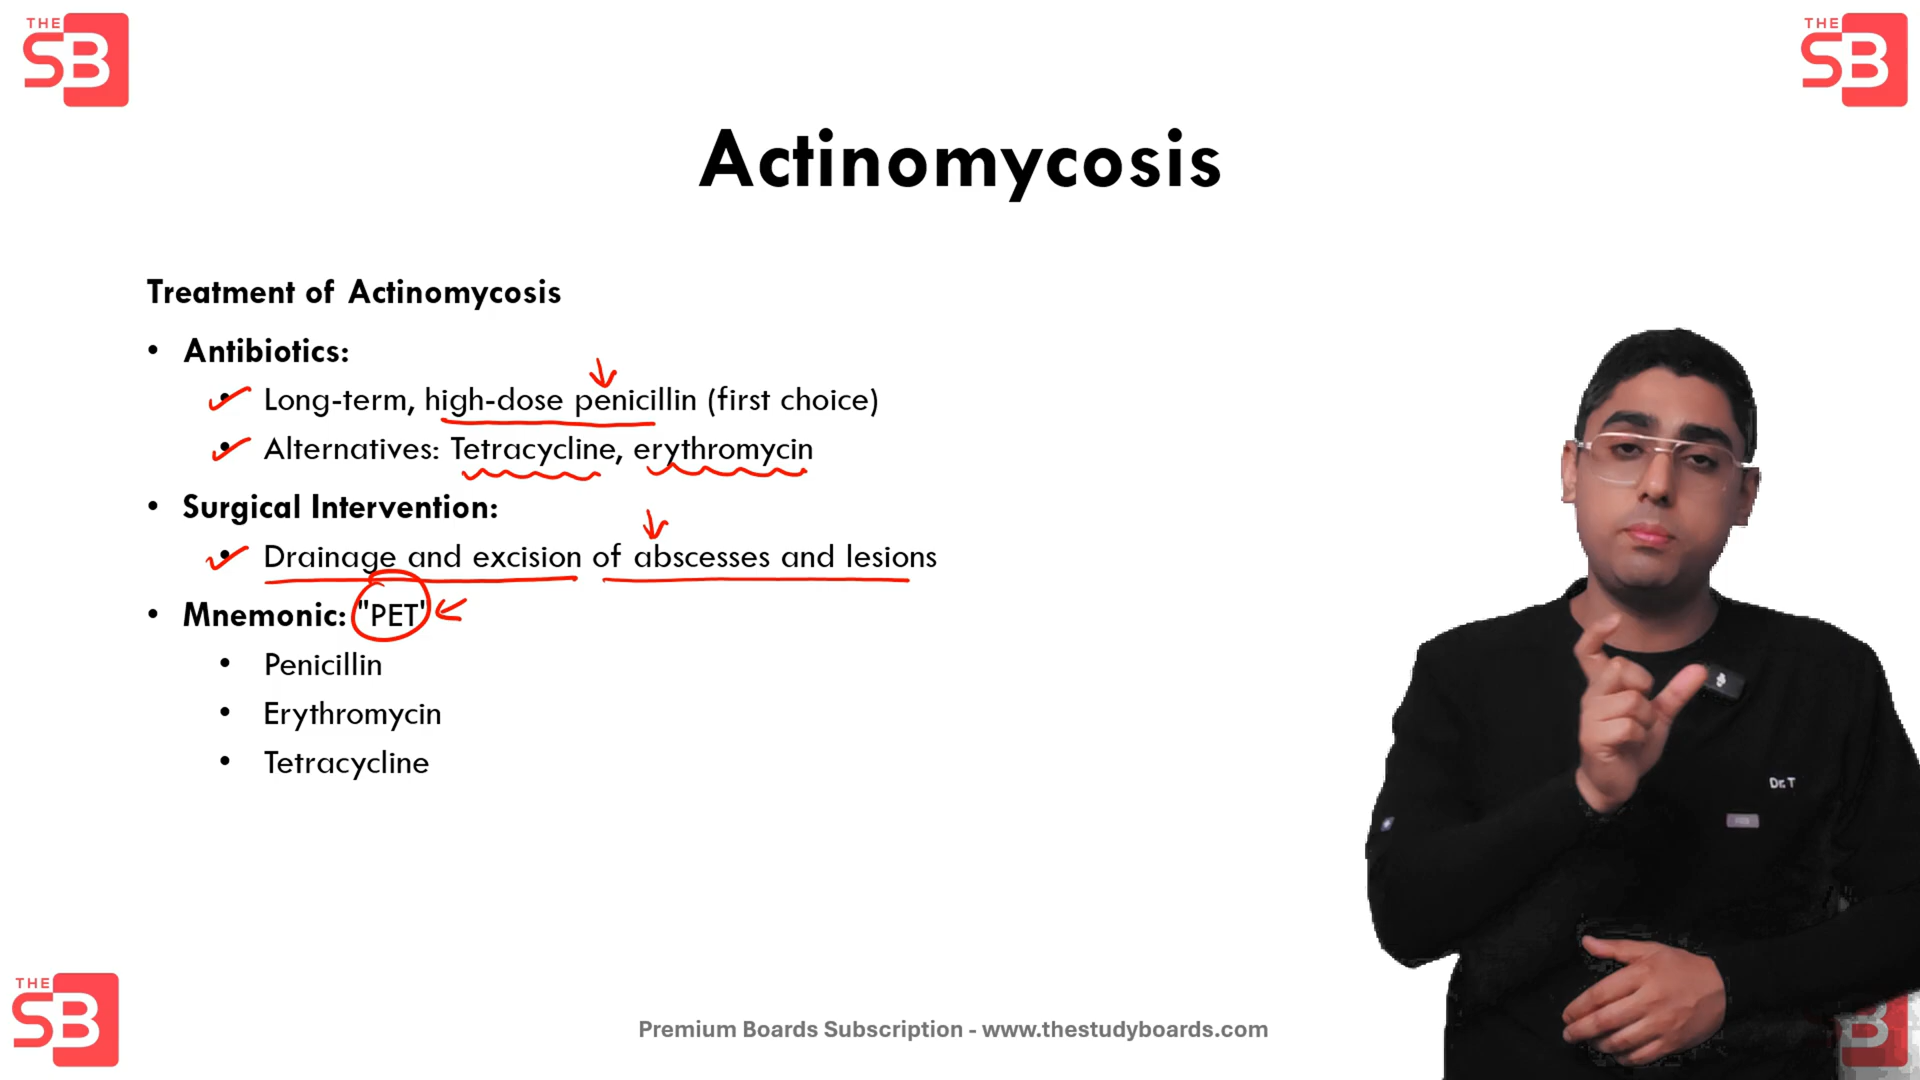 THE
SB
THE
SB
Actinomycosis
Treatment of Actinomycosis
• Antibiotics:
• Long-term, high-dose penicillin (first choice)
• Alternatives: Tetracycline, erythromycin
• Surgical Intervention:
• Drainage and excision of abscesses and lesions
• Mnemonic: "PET"
• Penicillin
• Erythromycin
• Tetracycline
Dr.T
THE
SB
Premium Boards Subscription - www.thestudyboards.com
B